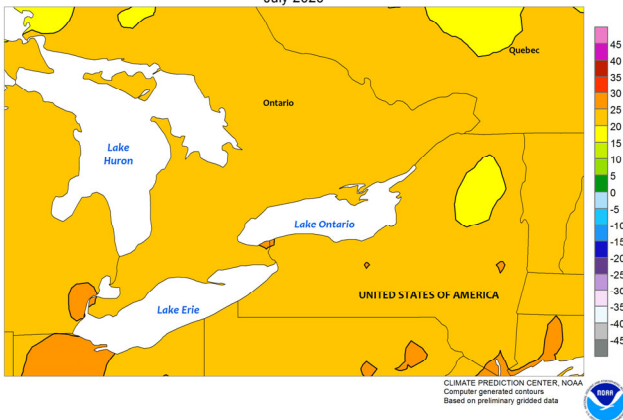 July 2025
Quebec
Ontario
Lake
Huron
Lake Ontario
Lake Erie
UNITED STATES OF AMERICA
45
40
35
30
25
20
15
10
5
0
-5
-10
-15
-20
-25
-30
-35
-40
-45
CLIMATE PREDICTION CENTER, NOAA
Computer generated contours
Based on preliminary gridded data
NOAA